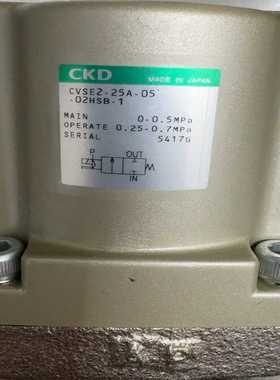 CKD
MADE IN JAPAN
CVSE2-25A-05
-02HSB-1
MAIN 0-0.5MPa
OPERATE 0.25-0.7MPa
SERIAL 54176
P OUT
IN